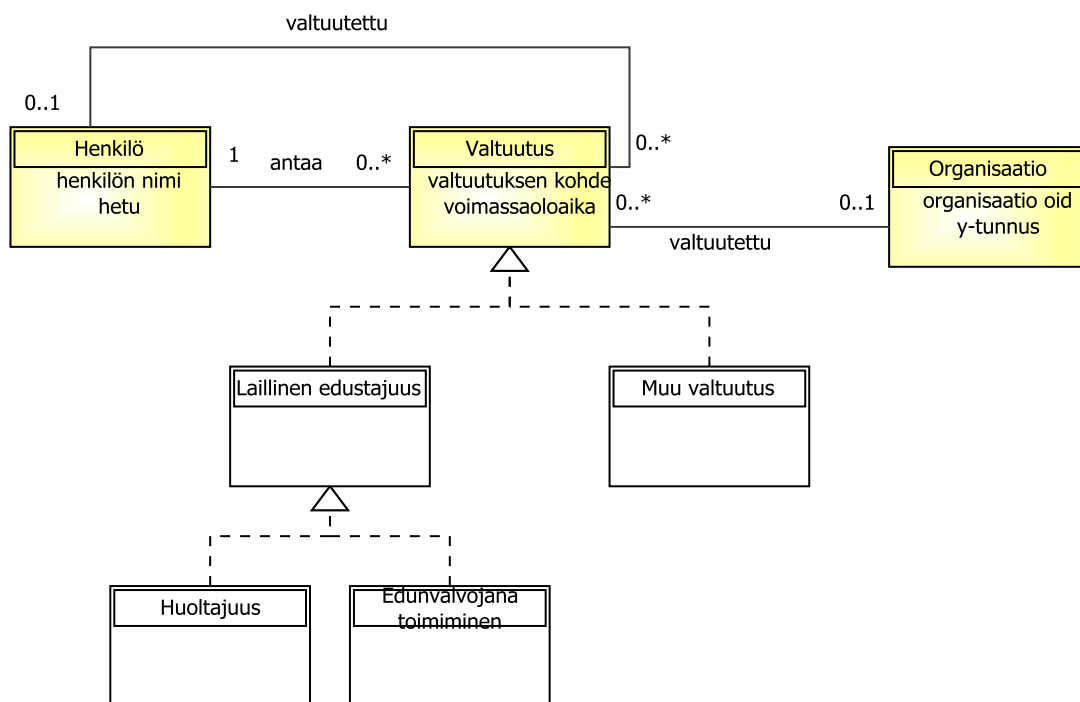 valtuutettu
0..1
Henkilö
henkilön nimi
hetu
1
antaa
0..*
Valtuutus
valtuutuksen kohde
voimassaoloaika
0..*
0..*
0..1
valtuutettu
Organisaatio
organisaatio oid
y-tunnus
Laillinen edustajuus
Muu valtuutus
Huoltajuus
Edunvalvojana
toimiminen